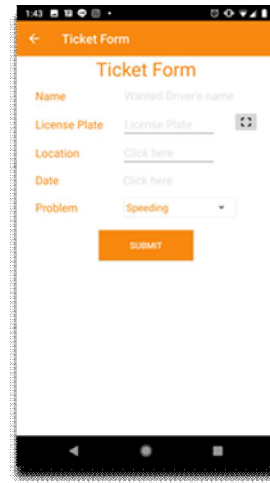 1:43
Ticket Form
Ticket Form
Name Warned Driver's name
License Plate License Plate
Location Click here
Date Click here
Problem Speeding
SUBMIT